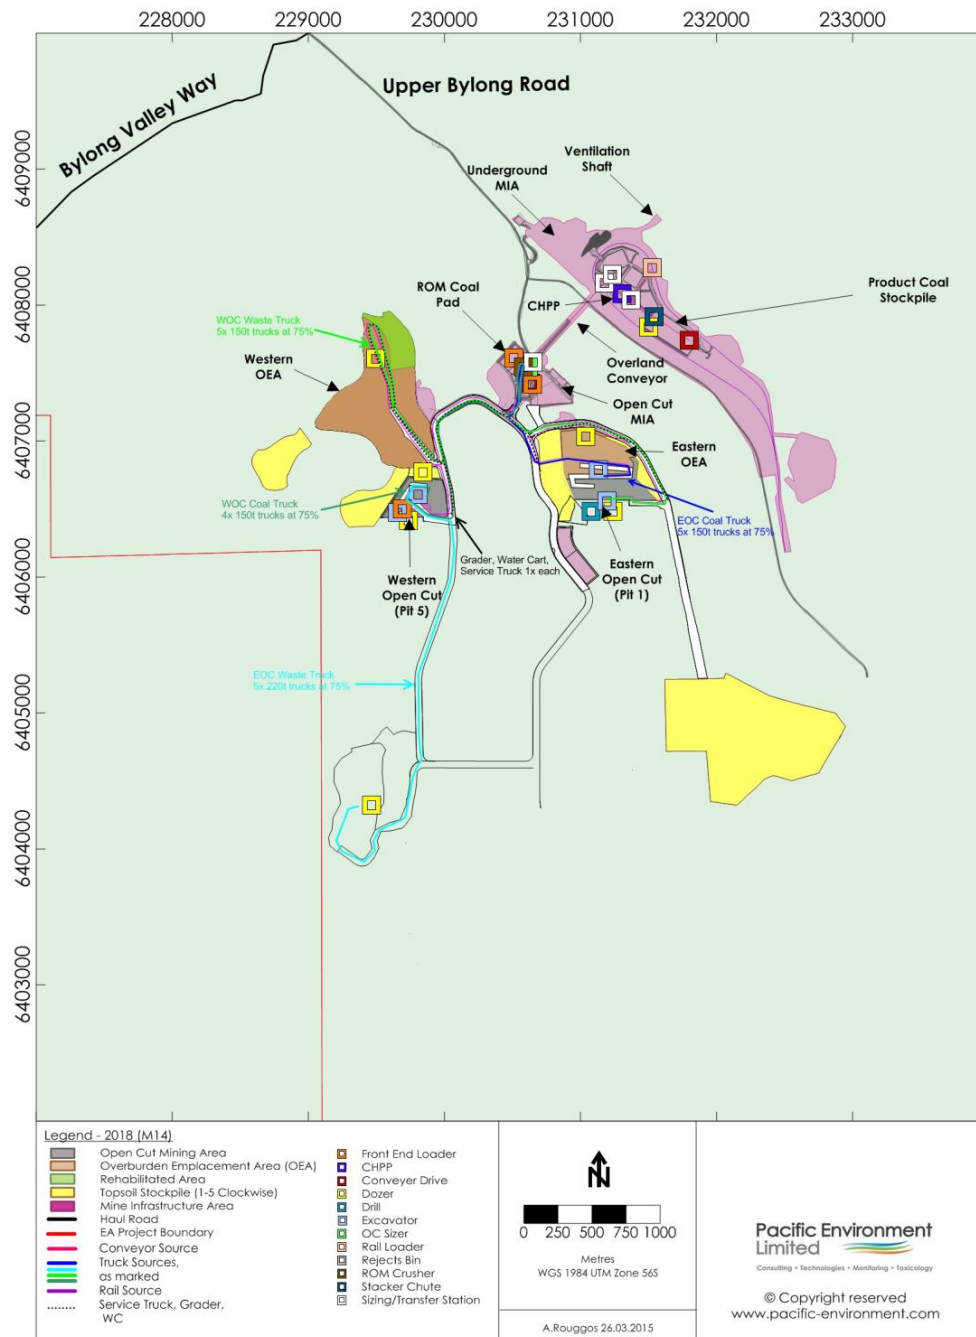 228000
229000
230000
231000
232000
233000
6409000
6408000
6407000
6406000
6405000
6404000
6403000
Bylong Valley Way
Upper Bylong Road
Ventilation
Shaft
Underground
MIA
ROM Coal
Pad
CHPP
Product Coal
Stockpile
WOC Waste Truck
5x 150t trucks at 75%
Western
OEA
Overland
Conveyor
Open Cut
MIA
Eastern
OEA
WOC Coal Truck
4x 150t trucks at 75%
EOC Coal Truck
5x 150t trucks at 75%
Grader, Water Cart,
Service Truck 1x each
Western
Open Cut
(Pit 5)
Eastern
Open Cut
(Pit 1)
EOC Waste Truck
5x 220t trucks at 75%
Legend - 2018 (M14)
Open Cut Mining Area
Overburden Emplacement Area (OEA)
Rehabilitated Area
Topsoil Stockpile (1-5 Clockwise)
Mine Infrastructure Area
Haul Road
EA Project Boundary
Conveyor Source
Truck Sources,
as marked
Rail Source
Service Truck, Grader,
WC
Front End Loader
CHPP
Conveyer Drive
Dozer
Drill
Excavator
OC Sizer
Rail Loader
Rejects Bin
ROM Crusher
Stacker Chute
Sizing/Transfer Station
N
0 250 500 750 1000
Metres
WGS 1984 UTM Zone 56S
A.Rouggos 26.03.2015
Pacific Environment
Limited
Consulting • Technologies • Monitoring • Toxicology
© Copyright reserved
www.pacific-environment.com